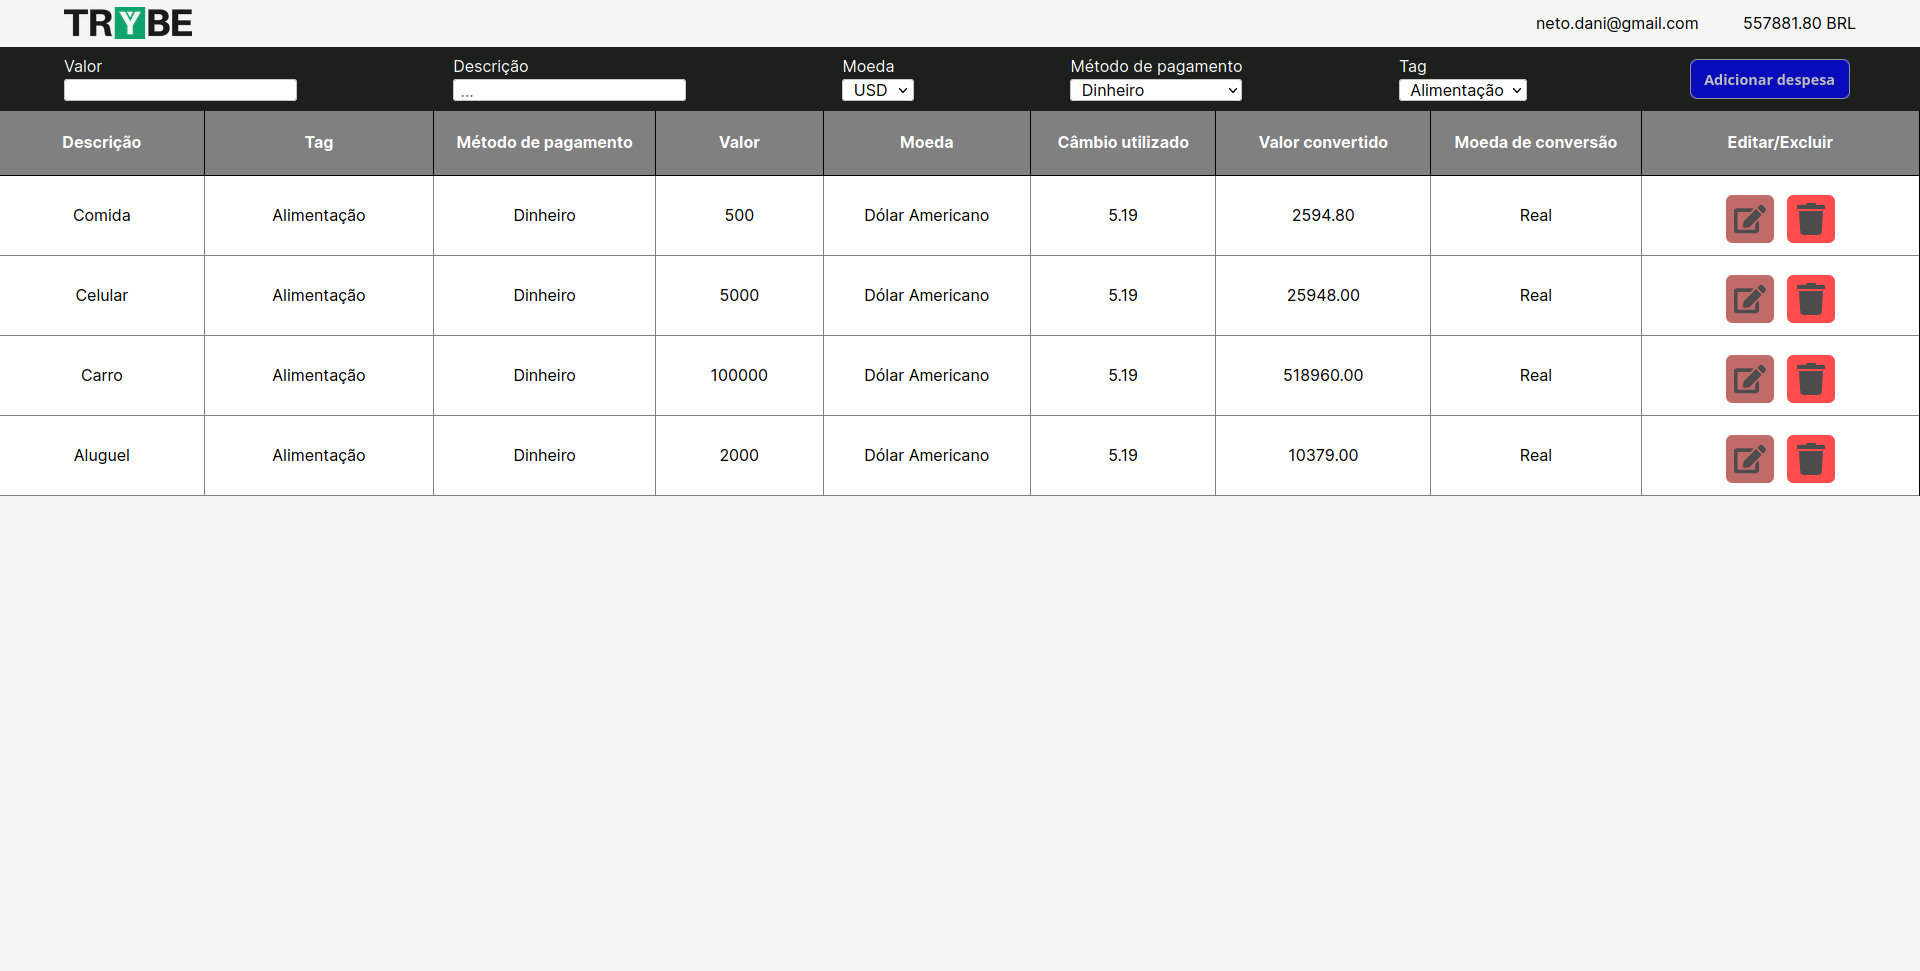 TRYBE
neto.dani@gmail.com 557881.80 BRL
Valor Descrição Moeda Método de pagamento Tag
... USD Dinheiro Alimentação Adicionar despesa
Descrição Tag Método de pagamento Valor Moeda Câmbio utilizado Valor convertido Moeda de conversão Editar/Excluir
Comida Alimentação Dinheiro 500 Dólar Americano 5.19 2594.80 Real
Celular Alimentação Dinheiro 5000 Dólar Americano 5.19 25948.00 Real
Carro Alimentação Dinheiro 100000 Dólar Americano 5.19 518960.00 Real
Aluguel Alimentação Dinheiro 2000 Dólar Americano 5.19 10379.00 Real